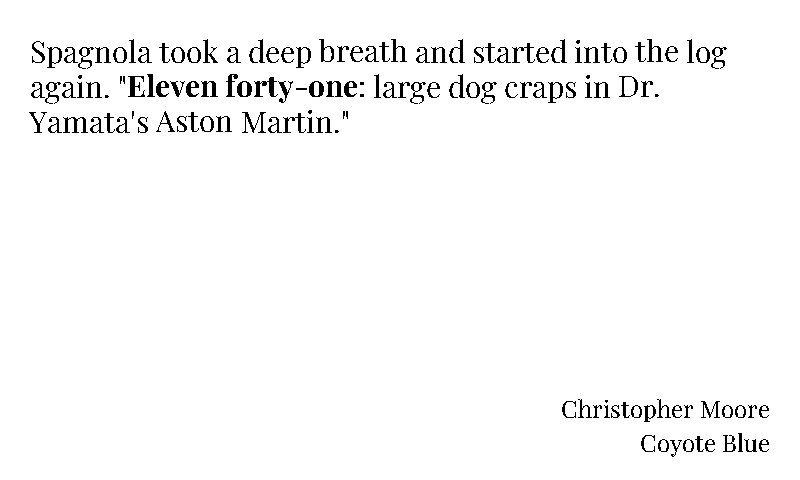 Spagnola took a deep breath and started into the log
again. "Eleven forty-one: large dog craps in Dr.
Yamata's Aston Martin."
Christopher Moore
Coyote Blue